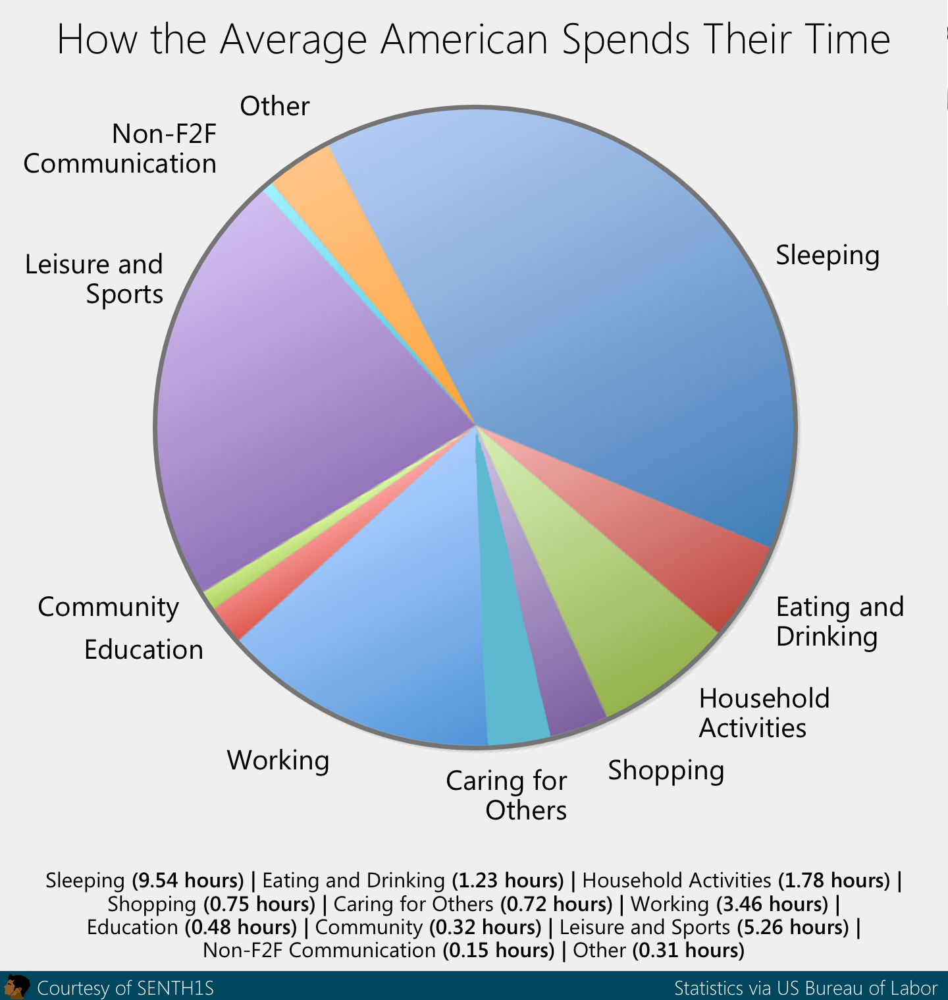 How the Average American Spends Their Time
Other
Non-F2F
Communication
Leisure and
Sports
Sleeping
Community
Education
Eating and
Drinking
Household
Activities
Working
Caring for
Others
Shopping
Sleeping (9.54 hours) | Eating and Drinking (1.23 hours) | Household Activities (1.78 hours) |
Shopping (0.75 hours) | Caring for Others (0.72 hours) | Working (3.46 hours) |
Education (0.48 hours) | Community (0.32 hours) | Leisure and Sports (5.26 hours) |
Non-F2F Communication (0.15 hours) | Other (0.31 hours)
Courtesy of SENTH1S
Statistics via US Bureau of Labor